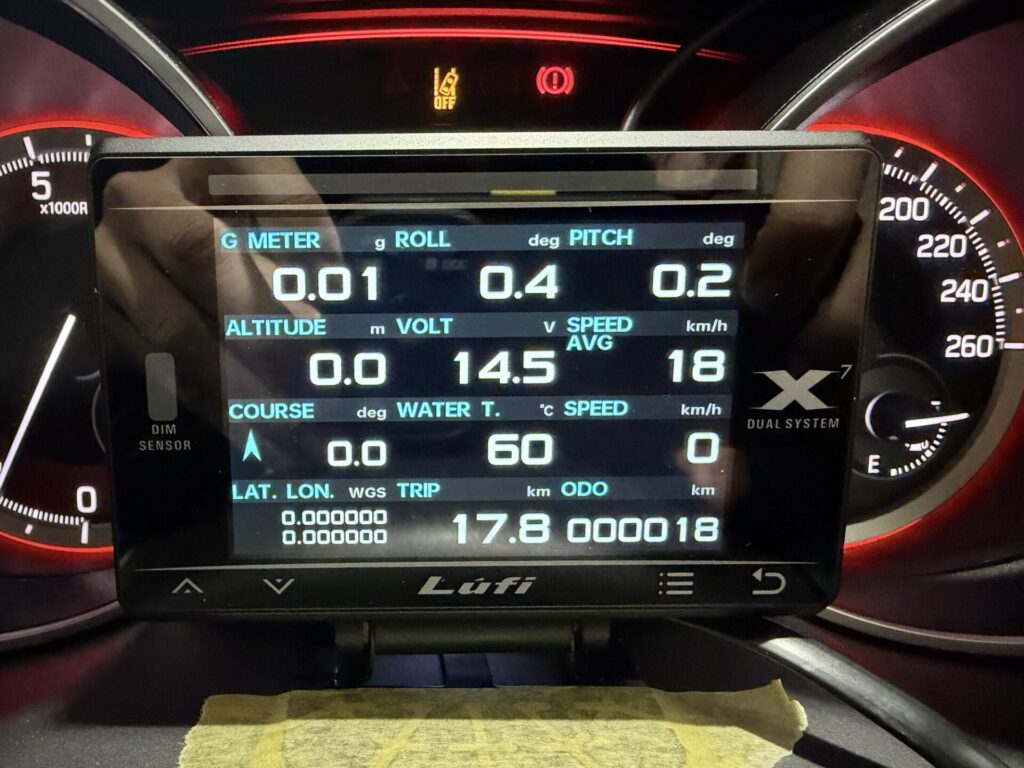 OFF
5
x1000R
0
200
220
240
260
E
G METER g ROLL deg PITCH deg
0.01 0.4 0.2
ALTITUDE m VOLT V SPEED km/h
AVG
0.0 14.5 18
COURSE deg WATER T. °C SPEED km/h
0.0 60 0
LAT. LON. WGS TRIP km ODO km
0.000000
0.000000
17.8 000018
DIM
SENSOR
X7
DUAL SYSTEM
Lúfi